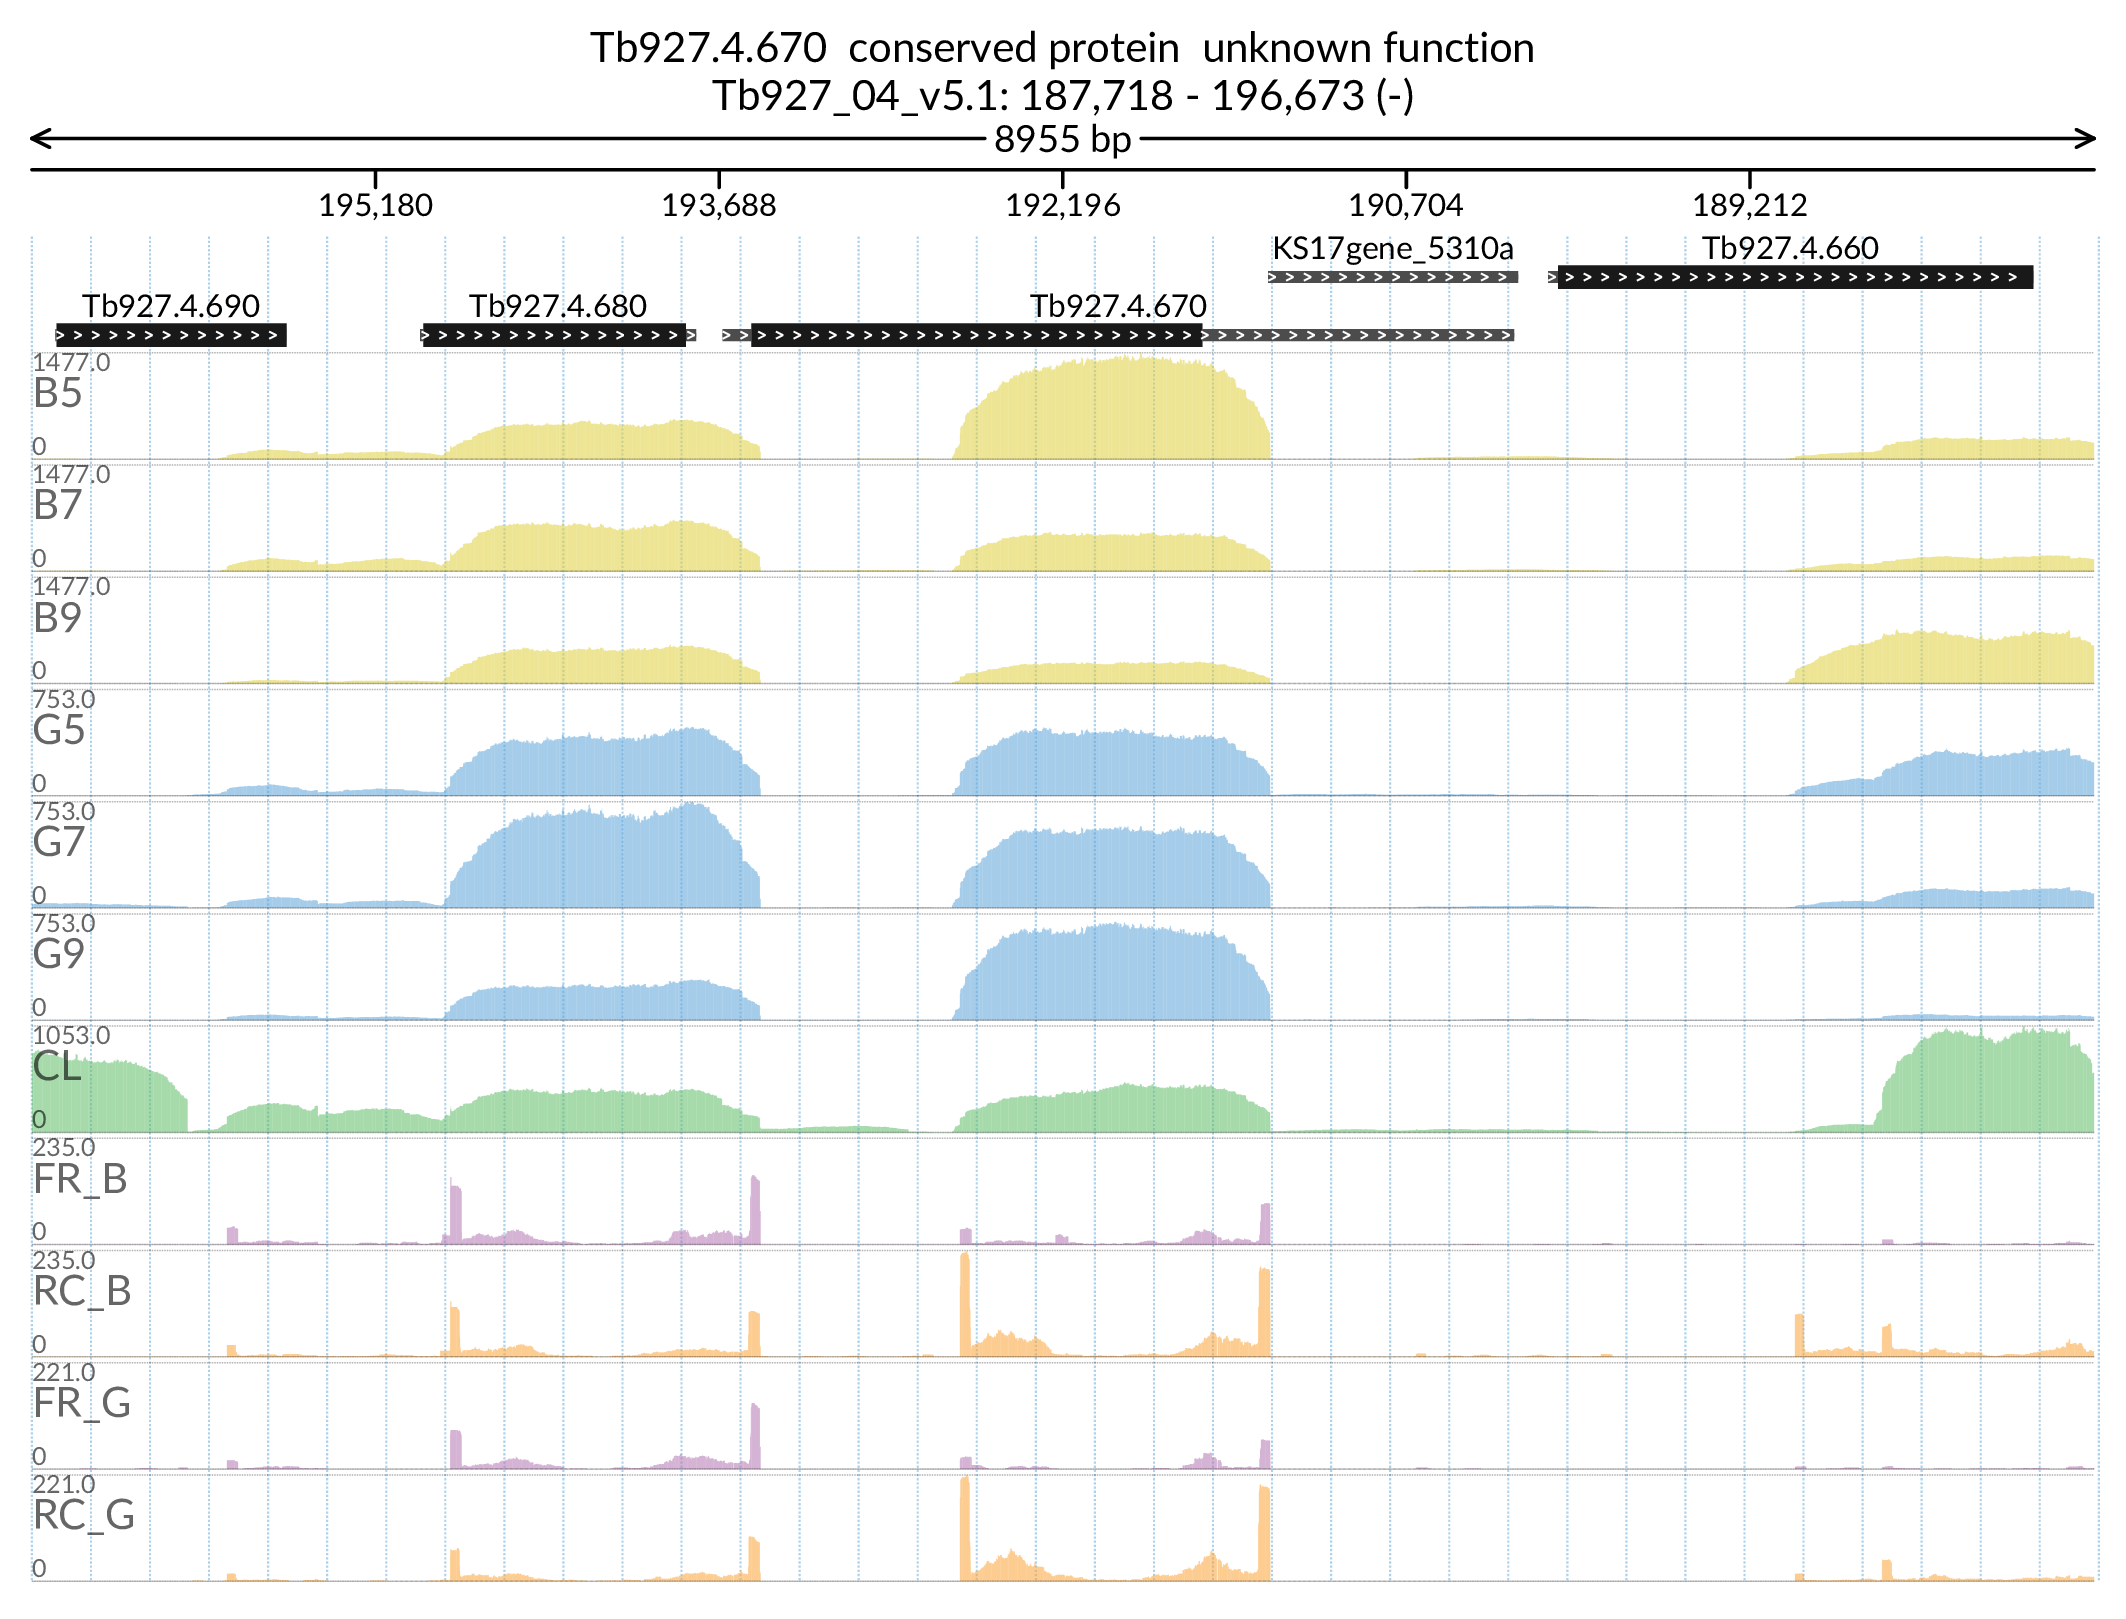 Tb927.4.670  conserved protein  unknown function
Tb927_04_v5.1: 187,718 - 196,673 (-)
8955 bp
195,180 193,688 192,196 190,704 189,212
KS17gene_5310a Tb927.4.660
Tb927.4.690 Tb927.4.680 Tb927.4.670
1477.0
B5
0
1477.0
B7
0
1477.0
B9
0
753.0
G5
0
753.0
G7
0
753.0
G9
0
1053.0
CL
0
235.0
FR_B
0
235.0
RC_B
0
221.0
FR_G
0
221.0
RC_G
0